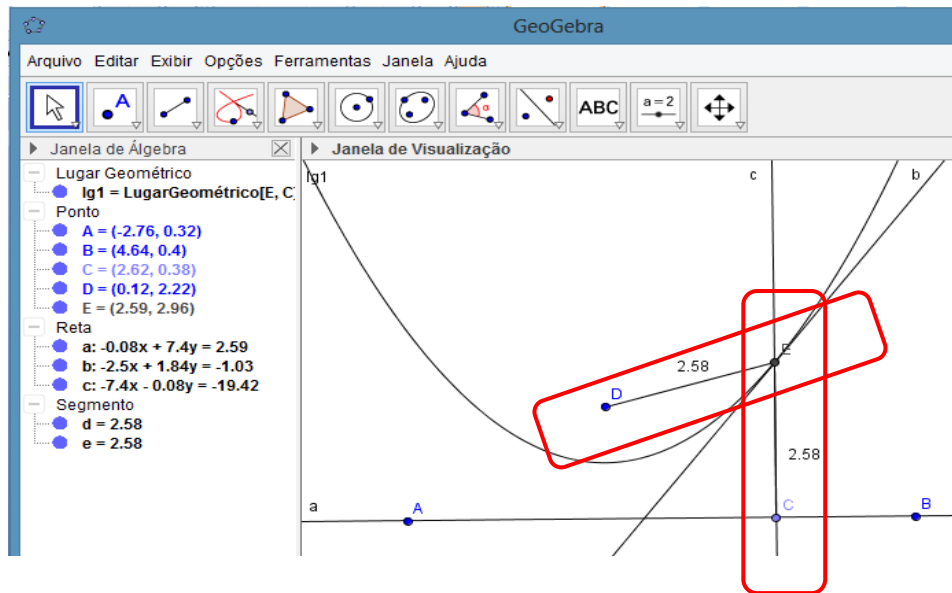 GeoGebra
Arquivo Editar Exibir Opções Ferramentas Janela Ajuda
A
α
ABC
a = 2
Janela de Álgebra
Janela de Visualização
Lugar Geométrico
lg1 = LugarGeométrico[E, C
Ponto
A = (-2.76, 0.32)
B = (4.64, 0.4)
C = (2.62, 0.38)
D = (0.12, 2.22)
E = (2.59, 2.96)
Reta
a: -0.08x + 7.4y = 2.59
b: -2.5x + 1.84y = -1.03
c: -7.4x - 0.08y = -19.42
Segmento
d = 2.58
e = 2.58
lg1
c
b
E
2.58
D
2.58
a
A
C
B